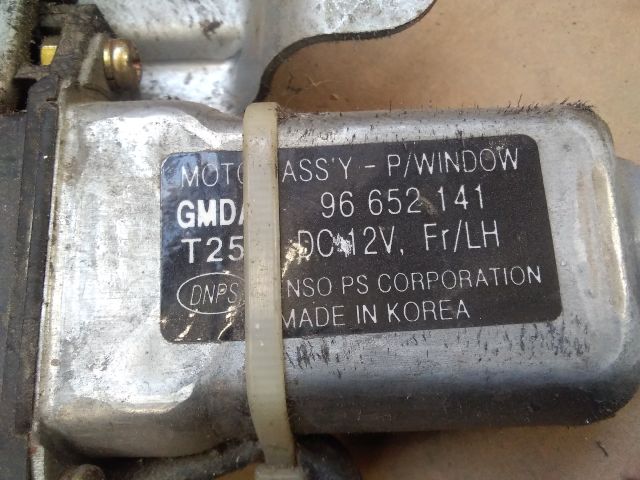 MOTO ASS'Y - P/WINDOW
GMDA 96 652 141
T25 DC 12V, Fr/LH
DNPS NSO PS CORPORATION
MADE IN KOREA